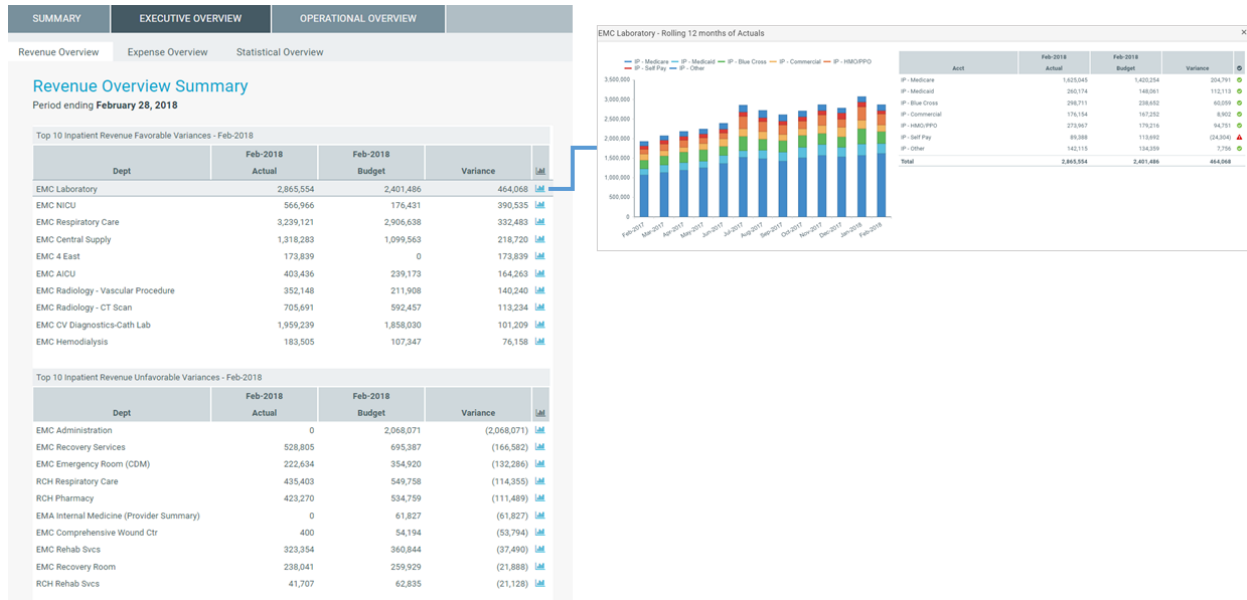 SUMMARY EXECUTIVE OVERVIEW OPERATIONAL OVERVIEW
Revenue Overview Expense Overview Statistical Overview
Revenue Overview Summary
Period ending February 28, 2018
Top 10 Inpatient Revenue Favorable Variances - Feb-2018
Feb-2018 Feb-2018
Dept Actual Budget Variance
EMC Laboratory 2,865,554 2,401,486 464,068
EMC NICU 566,966 176,431 390,535
EMC Respiratory Care 3,239,121 2,906,638 332,483
EMC Central Supply 1,318,283 1,099,563 218,720
EMC 4 East 173,839 0 173,839
EMC AICU 403,436 239,173 164,263
EMC Radiology - Vascular Procedure 352,148 211,908 140,240
EMC Radiology - CT Scan 705,691 592,457 113,234
EMC CV Diagnostics-Cath Lab 1,959,239 1,858,030 101,209
EMC Hemodialysis 183,505 107,347 76,158
Top 10 Inpatient Revenue Unfavorable Variances - Feb-2018
Feb-2018 Feb-2018
Dept Actual Budget Variance
EMC Administration 0 2,068,071 (2,068,071)
EMC Recovery Services 528,805 695,387 (166,582)
EMC Emergency Room (CDM) 222,634 354,920 (132,286)
RCH Respiratory Care 435,403 549,758 (114,355)
RCH Pharmacy 423,270 534,759 (111,489)
EMA Internal Medicine (Provider Summary) 0 61,827 (61,827)
EMC Comprehensive Wound Ctr 400 54,194 (53,794)
EMC Rehab Svcs 323,354 360,844 (37,490)
EMC Recovery Room 238,041 259,929 (21,888)
RCH Rehab Svcs 41,707 62,835 (21,128)
EMC Laboratory - Rolling 12 months of Actuals
IP - Medicare IP - Medicaid IP - Blue Cross IP - Commercial IP - HMO/PPO
IP - Self Pay IP - Other
3,500,000
3,000,000
2,500,000
2,000,000
1,500,000
1,000,000
500,000
0
Feb-2017 Mar-2017 Apr-2017 May-2017 Jun-2017 Jul-2017 Aug-2017 Sep-2017 Oct-2017 Nov-2017 Dec-2017 Jan-2018 Feb-2018
Feb-2018 Feb-2018
Acct Actual Budget Variance
IP - Medicare 1,625,045 1,420,254 204,791
IP - Medicaid 260,174 148,061 112,113
IP - Blue Cross 298,711 238,652 60,059
IP - Commercial 176,154 167,252 8,902
IP - HMO/PPO 273,967 179,216 94,751
IP - Self Pay 89,388 113,692 (24,304)
IP - Other 142,115 134,359 7,756
Total 2,865,554 2,401,486 464,068